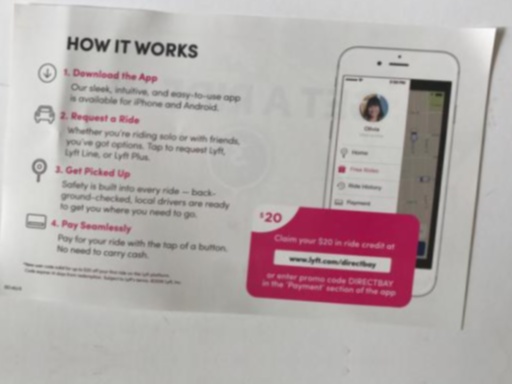 HOW IT WORKS
1. Download the App
Our sleek, intuitive, and easy-to-use app
is available for iPhone and Android.
2. Request a Ride
Whether you're riding solo or with friends,
you've got options. Tap to request Lyft,
Lyft Line, or Lyft Plus.
3. Get Picked Up
Safety is built into every ride — back-
ground-checked, local drivers are ready
to get you where you need to go.
4. Pay Seamlessly
Pay for your ride with the tap of a button.
No need to carry cash.
Olivia
Home
Free Rides
Ride History
Payment
$20
Claim your $20 in ride credit at
www.lyft.com/directbay
or enter promo code DIRECTBAY
in the 'Payment' section of the app